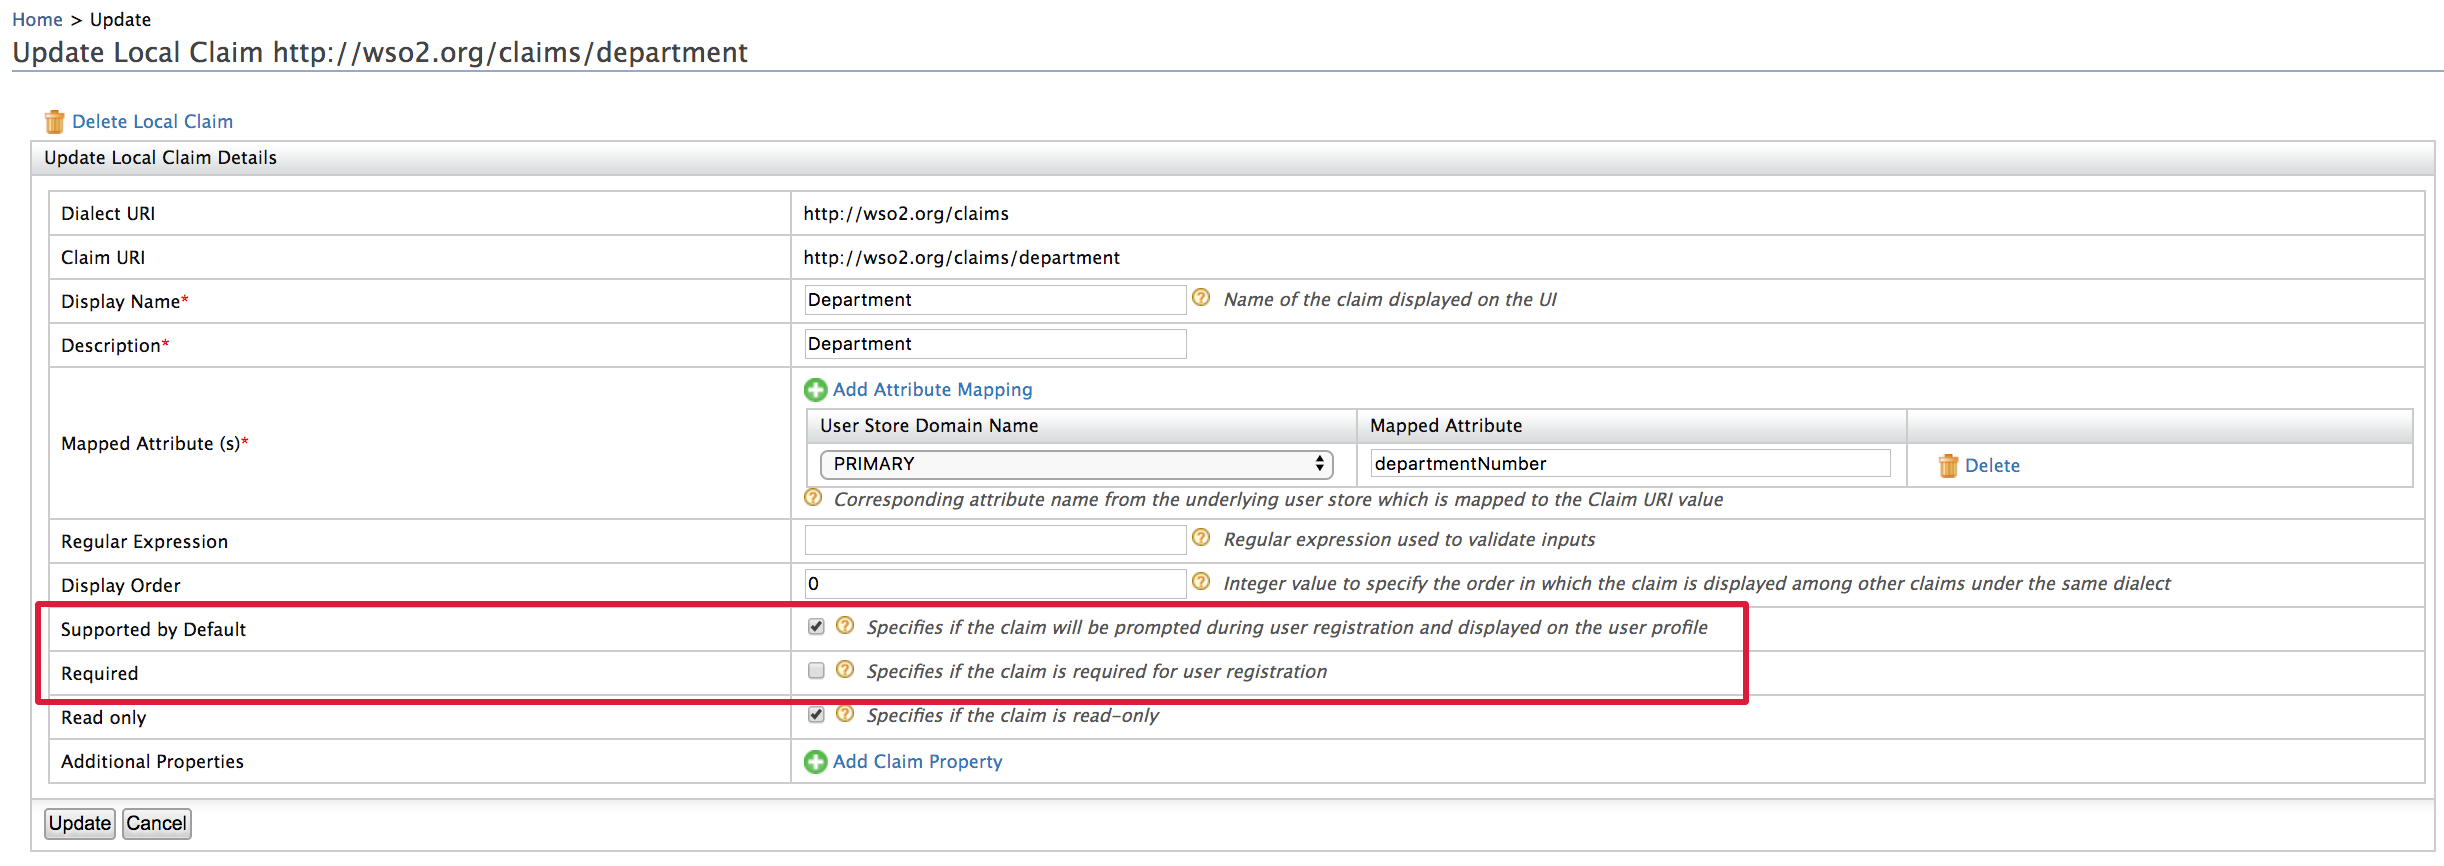 Home > Update
Update Local Claim http://wso2.org/claims/department
Delete Local Claim
Update Local Claim Details
Dialect URI http://wso2.org/claims
Claim URI http://wso2.org/claims/department
Display Name* Department Name of the claim displayed on the UI
Description* Department
Add Attribute Mapping
User Store Domain Name Mapped Attribute
Mapped Attribute (s)*
PRIMARY departmentNumber Delete
Corresponding attribute name from the underlying user store which is mapped to the Claim URI value
Regular Expression Regular expression used to validate inputs
Display Order 0 Integer value to specify the order in which the claim is displayed among other claims under the same dialect
Supported by Default Specifies if the claim will be prompted during user registration and displayed on the user profile
Required Specifies if the claim is required for user registration
Read only Specifies if the claim is read-only
Additional Properties Add Claim Property
Update Cancel